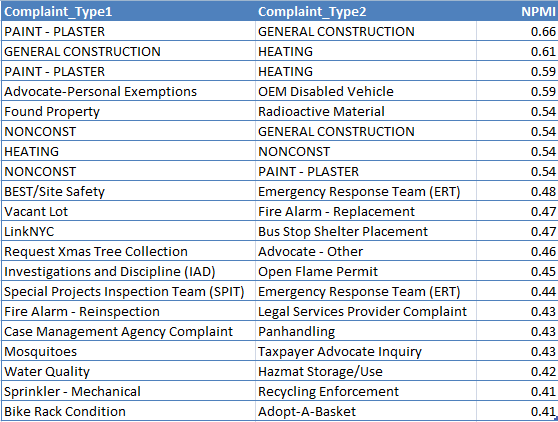 Complaint_Type1 Complaint_Type2 NPMI
PAINT - PLASTER GENERAL CONSTRUCTION 0.66
GENERAL CONSTRUCTION HEATING 0.61
PAINT - PLASTER HEATING 0.59
Advocate-Personal Exemptions OEM Disabled Vehicle 0.59
Found Property Radioactive Material 0.54
NONCONST GENERAL CONSTRUCTION 0.54
HEATING NONCONST 0.54
NONCONST PAINT - PLASTER 0.54
BEST/Site Safety Emergency Response Team (ERT) 0.48
Vacant Lot Fire Alarm - Replacement 0.47
LinkNYC Bus Stop Shelter Placement 0.47
Request Xmas Tree Collection Advocate - Other 0.46
Investigations and Discipline (IAD) Open Flame Permit 0.45
Special Projects Inspection Team (SPIT) Emergency Response Team (ERT) 0.44
Fire Alarm - Reinspection Legal Services Provider Complaint 0.43
Case Management Agency Complaint Panhandling 0.43
Mosquitoes Taxpayer Advocate Inquiry 0.43
Water Quality Hazmat Storage/Use 0.42
Sprinkler - Mechanical Recycling Enforcement 0.41
Bike Rack Condition Adopt-A-Basket 0.41